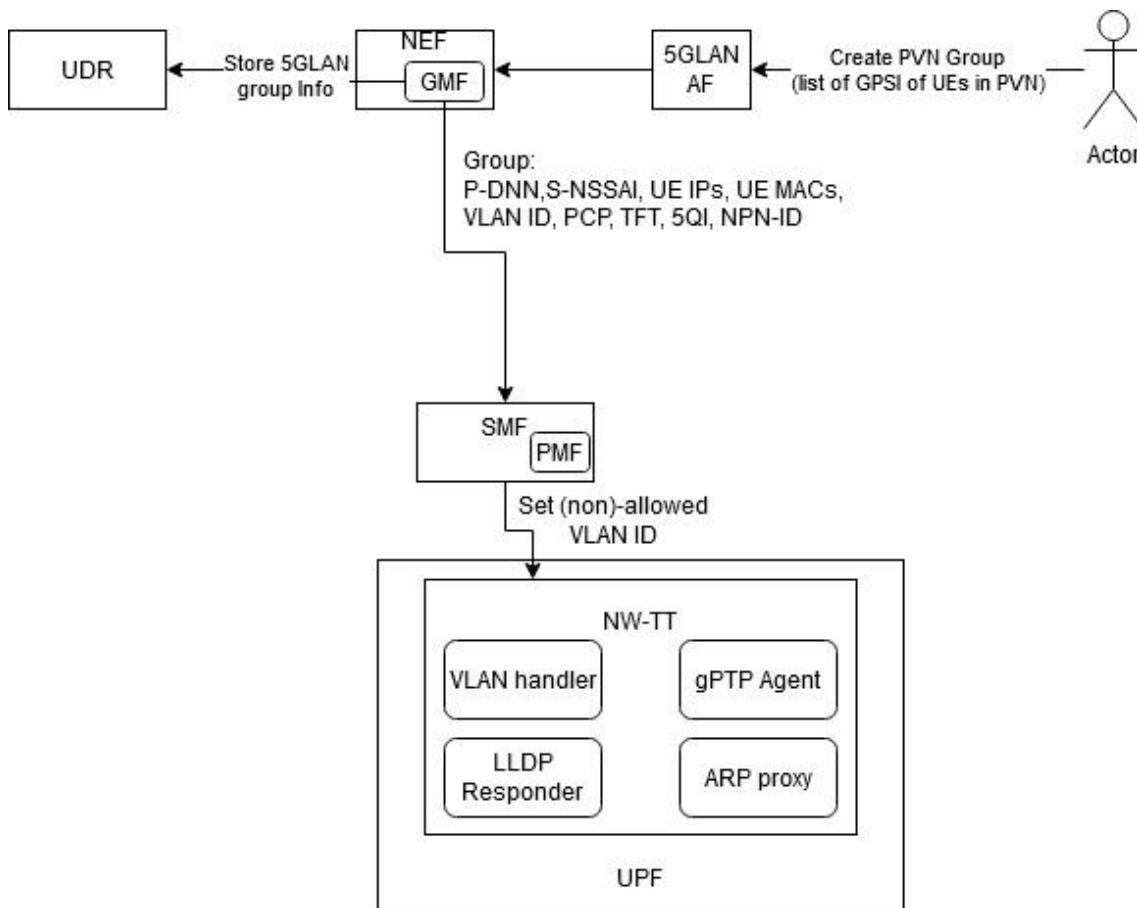 NEF
UDR
Store 5GLAN
group Info
GMF
5GLAN
AF
Create PVN Group
(list of GPSI of UEs in PVN)
Actor
Group:
P-DNN,S-NSSAI, UE IPs, UE MACs,
VLAN ID, PCP, TFT, 5QI, NPN-ID
SMF
PMF
Set (non)-allowed
VLAN ID
NW-TT
VLAN handler
gPTP Agent
LLDP
Responder
ARP proxy
UPF